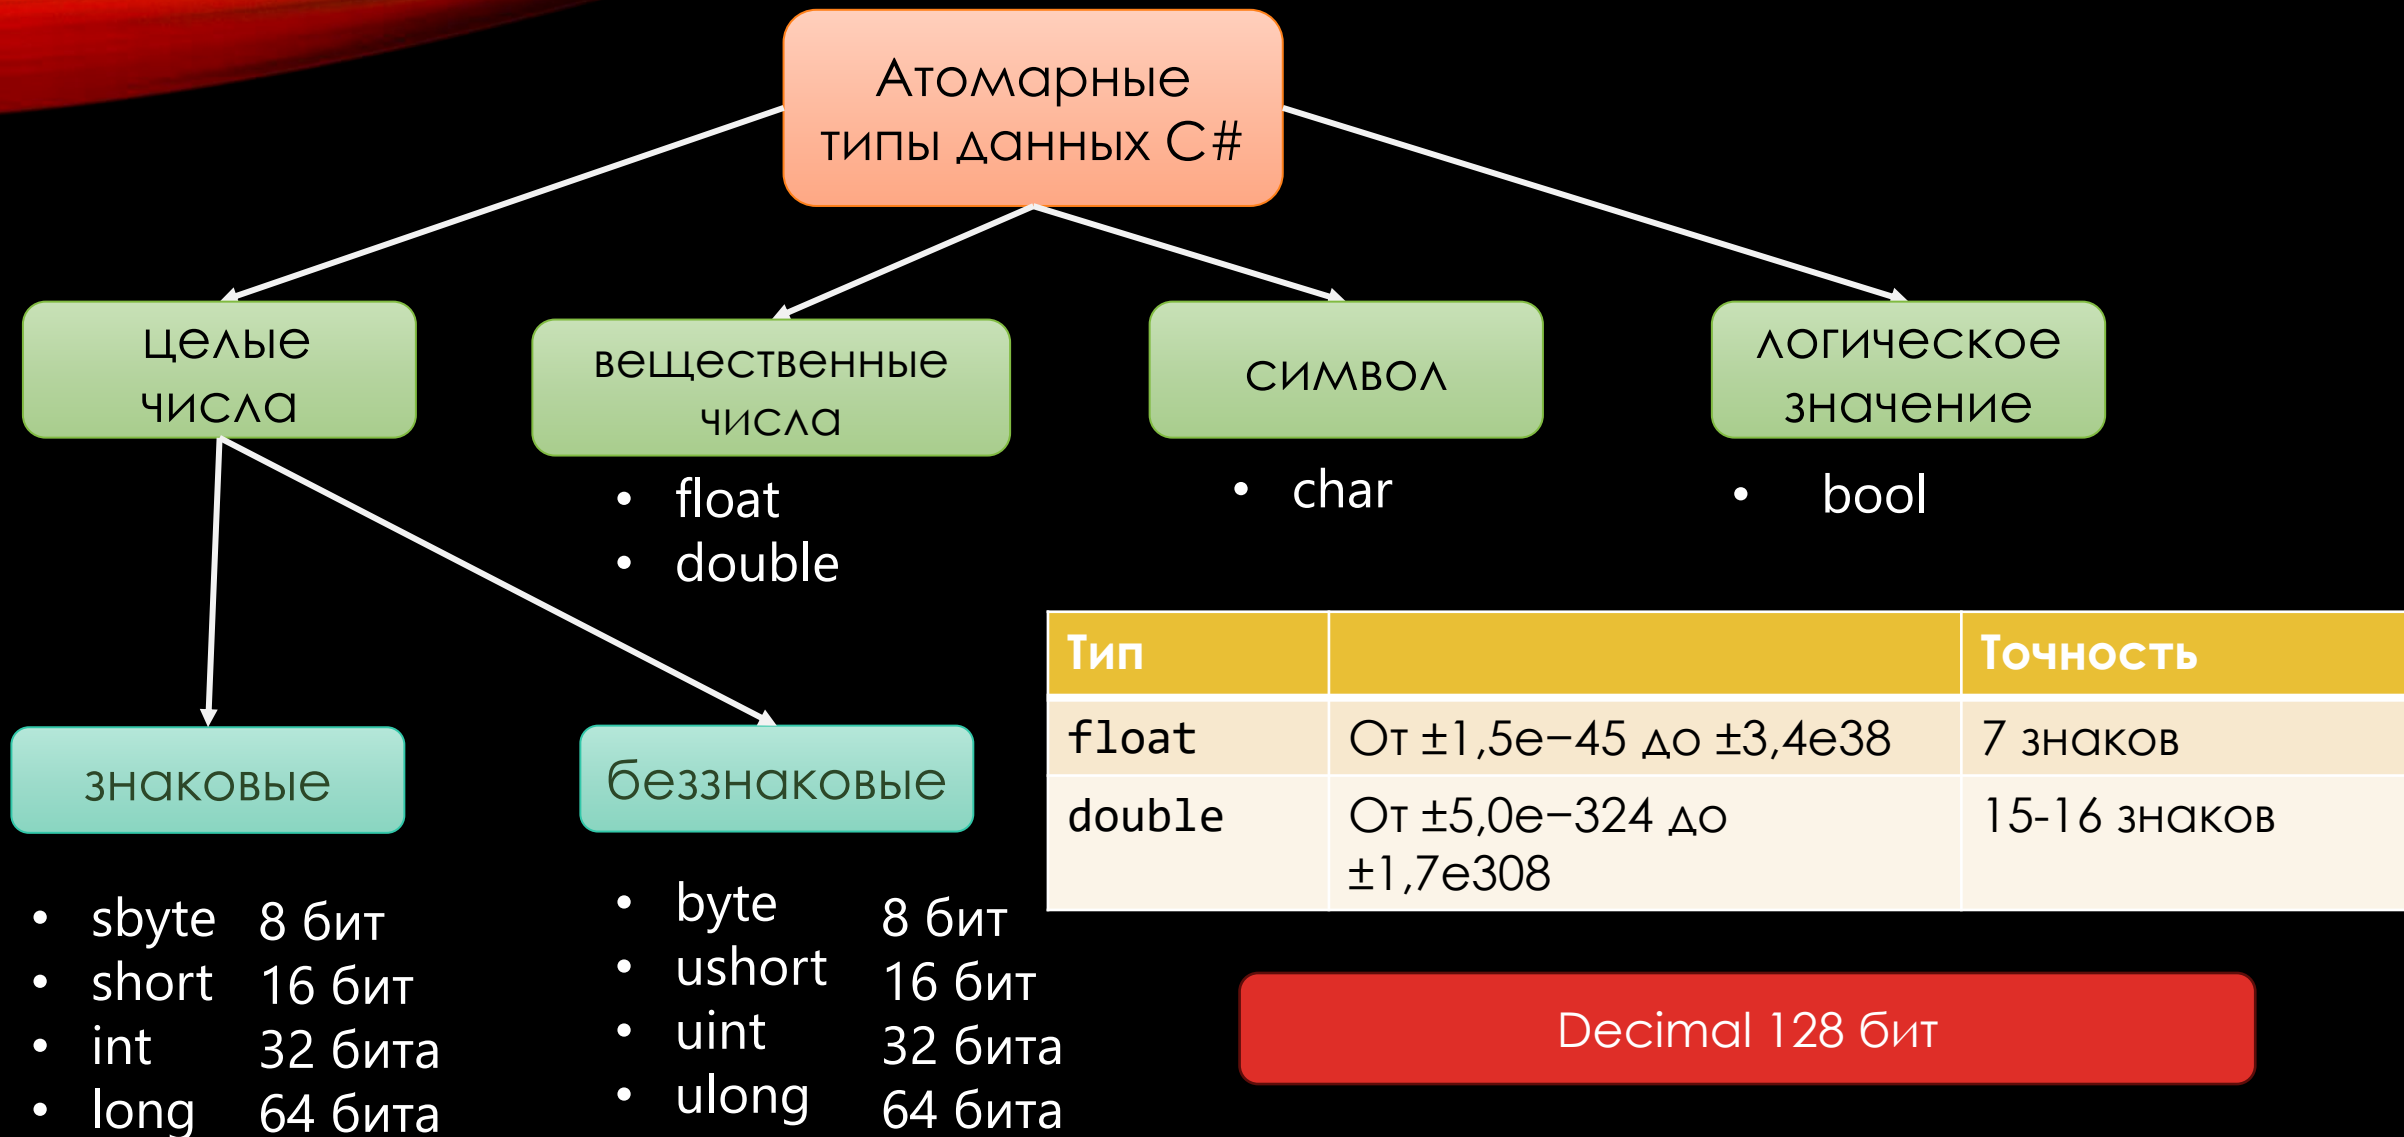 Атомарные
типы данных C#
целые
числа
вещественные
числа
символ
логическое
значение
• float
• double
• char
• bool
знаковые
беззнаковые
• sbyte 8 бит
• short 16 бит
• int 32 бита
• long 64 бита
• byte 8 бит
• ushort 16 бит
• uint 32 бита
• ulong 64 бита
Тип Точность
float От ±1,5e−45 до ±3,4e38 7 знаков
double От ±5,0e−324 до 15-16 знаков
±1,7e308
Decimal 128 бит